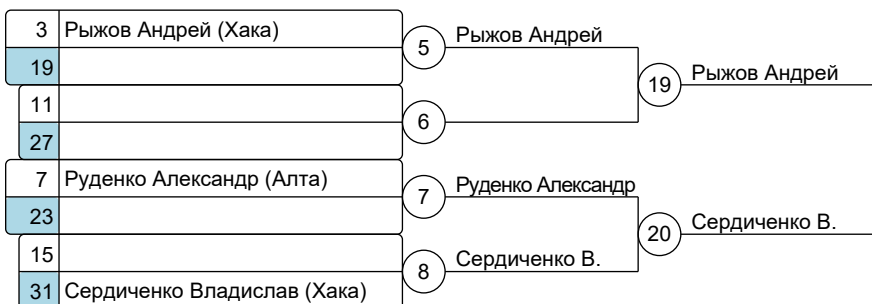 3 Рыжов Андрей (Хака)
5 Рыжов Андрей
19
19 Рыжов Андрей
11
6
27
7 Руденко Александр (Алта)
7 Руденко Александр
23
20 Сердиченко В.
15
8 Сердиченко В.
31 Сердиченко Владислав (Хака)